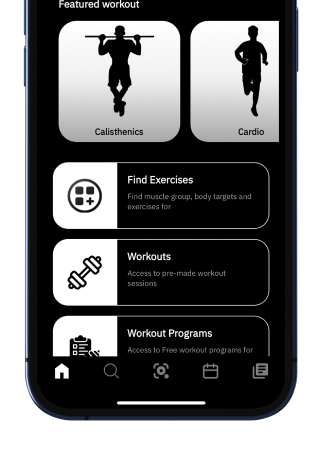 Featured workout
Calisthenics
Cardio
Find Exercises
Find muscle group, body targets and
exercises for
Workouts
Access to pre-made workout
sessions
Workout Programs
Access to Free workout programs for